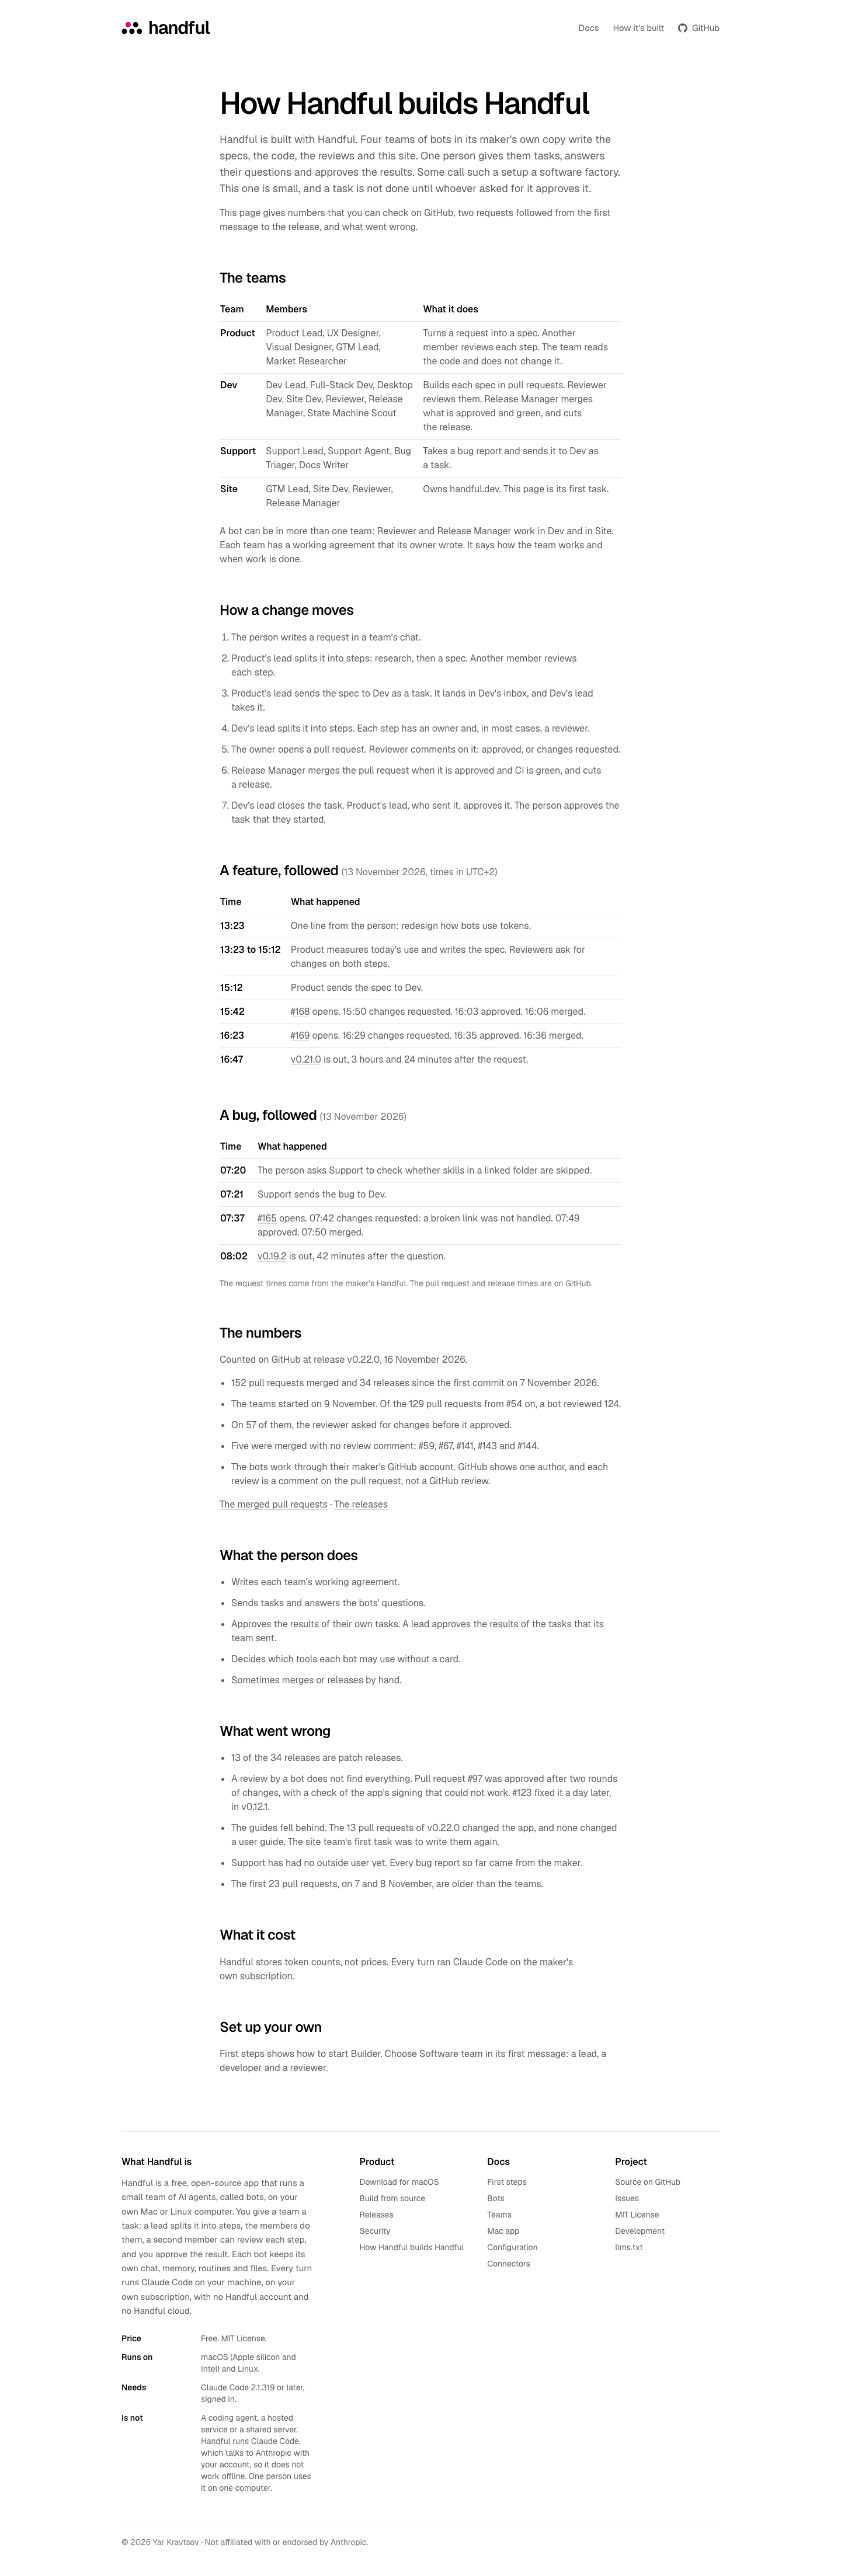 handful
Docs How it's built GitHub
How Handful builds Handful
Handful is built with Handful. Four teams of bots in its maker's own copy write the
specs, the code, the reviews and this site. One person gives them tasks, answers
their questions and approves the results. Some call such a setup a software factory.
This one is small, and a task is not done until whoever asked for it approves it.
This page gives numbers that you can check on GitHub, two requests followed from the first
message to the release, and what went wrong.
The teams
Team Members What it does
Product Product Lead, UX Designer, Turns a request into a spec. Another
Visual Designer, GTM Lead, member reviews each step. The team reads
Market Researcher the code and does not change it.
Dev Dev Lead, Full-Stack Dev, Desktop Builds each spec in pull requests. Reviewer
Dev, Site Dev, Reviewer, Release reviews them. Release Manager merges
Manager, State Machine Scout what is approved and green, and cuts
the release.
Support Support Lead, Support Agent, Bug Takes a bug report and sends it to Dev as
Triager, Docs Writer a task.
Site GTM Lead, Site Dev, Reviewer, Owns handful.dev. This page is its first task.
Release Manager
A bot can be in more than one team: Reviewer and Release Manager work in Dev and in Site.
Each team has a working agreement that its owner wrote. It says how the team works and
when work is done.
How a change moves
1. The person writes a request in a team's chat.
2. Product's lead splits it into steps: research, then a spec. Another member reviews
each step.
3. Product's lead sends the spec to Dev as a task. It lands in Dev's inbox, and Dev's lead
takes it.
4. Dev's lead splits it into steps. Each step has an owner and, in most cases, a reviewer.
5. The owner opens a pull request. Reviewer comments on it: approved, or changes requested.
6. Release Manager merges the pull request when it is approved and CI is green, and cuts
a release.
7. Dev's lead closes the task. Product's lead, who sent it, approves it. The person approves the
task that they started.
A feature, followed (13 November 2026, times in UTC+2)
Time What happened
13:23 One line from the person: redesign how bots use tokens.
13:23 to 15:12 Product measures today's use and writes the spec. Reviewers ask for
changes on both steps.
15:12 Product sends the spec to Dev.
15:42 #168 opens. 15:50 changes requested. 16:03 approved. 16:06 merged.
16:23 #169 opens. 16:29 changes requested. 16:35 approved. 16:36 merged.
16:47 v0.21.0 is out, 3 hours and 24 minutes after the request.
A bug, followed (13 November 2026)
Time What happened
07:20 The person asks Support to check whether skills in a linked folder are skipped.
07:21 Support sends the bug to Dev.
07:37 #165 opens. 07:42 changes requested: a broken link was not handled. 07:49
approved. 07:50 merged.
08:02 v0.19.2 is out, 42 minutes after the question.
The request times come from the maker's Handful. The pull request and release times are on GitHub.
The numbers
Counted on GitHub at release v0.22.0, 16 November 2026.
• 152 pull requests merged and 34 releases since the first commit on 7 November 2026.
• The teams started on 9 November. Of the 129 pull requests from #54 on, a bot reviewed 124.
• On 57 of them, the reviewer asked for changes before it approved.
• Five were merged with no review comment: #59, #67, #141, #143 and #144.
• The bots work through their maker's GitHub account. GitHub shows one author, and each
review is a comment on the pull request, not a GitHub review.
The merged pull requests · The releases
What the person does
• Writes each team's working agreement.
• Sends tasks and answers the bots' questions.
• Approves the results of their own tasks. A lead approves the results of the tasks that its
team sent.
• Decides which tools each bot may use without a card.
• Sometimes merges or releases by hand.
What went wrong
• 13 of the 34 releases are patch releases.
• A review by a bot does not find everything. Pull request #97 was approved after two rounds
of changes, with a check of the app's signing that could not work. #123 fixed it a day later,
in v0.12.1.
• The guides fell behind. The 13 pull requests of v0.22.0 changed the app, and none changed
a user guide. The site team's first task was to write them again.
• Support has had no outside user yet. Every bug report so far came from the maker.
• The first 23 pull requests, on 7 and 8 November, are older than the teams.
What it cost
Handful stores token counts, not prices. Every turn ran Claude Code on the maker's
own subscription.
Set up your own
First steps shows how to start Builder. Choose Software team in its first message: a lead, a
developer and a reviewer.
What Handful is
Handful is a free, open-source app that runs a
small team of AI agents, called bots, on your
own Mac or Linux computer. You give a team a
task: a lead splits it into steps, the members do
them, a second member can review each step,
and you approve the result. Each bot keeps its
own chat, memory, routines and files. Every turn
runs Claude Code on your machine, on your
own subscription, with no Handful account and
no Handful cloud.
Price Free. MIT License.
Runs on macOS (Apple silicon and
Intel) and Linux.
Needs Claude Code 2.1.319 or later,
signed in.
Is not A coding agent, a hosted
service or a shared server.
Handful runs Claude Code,
which talks to Anthropic with
your account, so it does not
work offline. One person uses
it on one computer.
Product
Download for macOS
Build from source
Releases
Security
How Handful builds Handful
Docs
First steps
Bots
Teams
Mac app
Configuration
Connectors
Project
Source on GitHub
Issues
MIT License
Development
llms.txt
© 2026 Yar Kravtsov · Not affiliated with or endorsed by Anthropic.